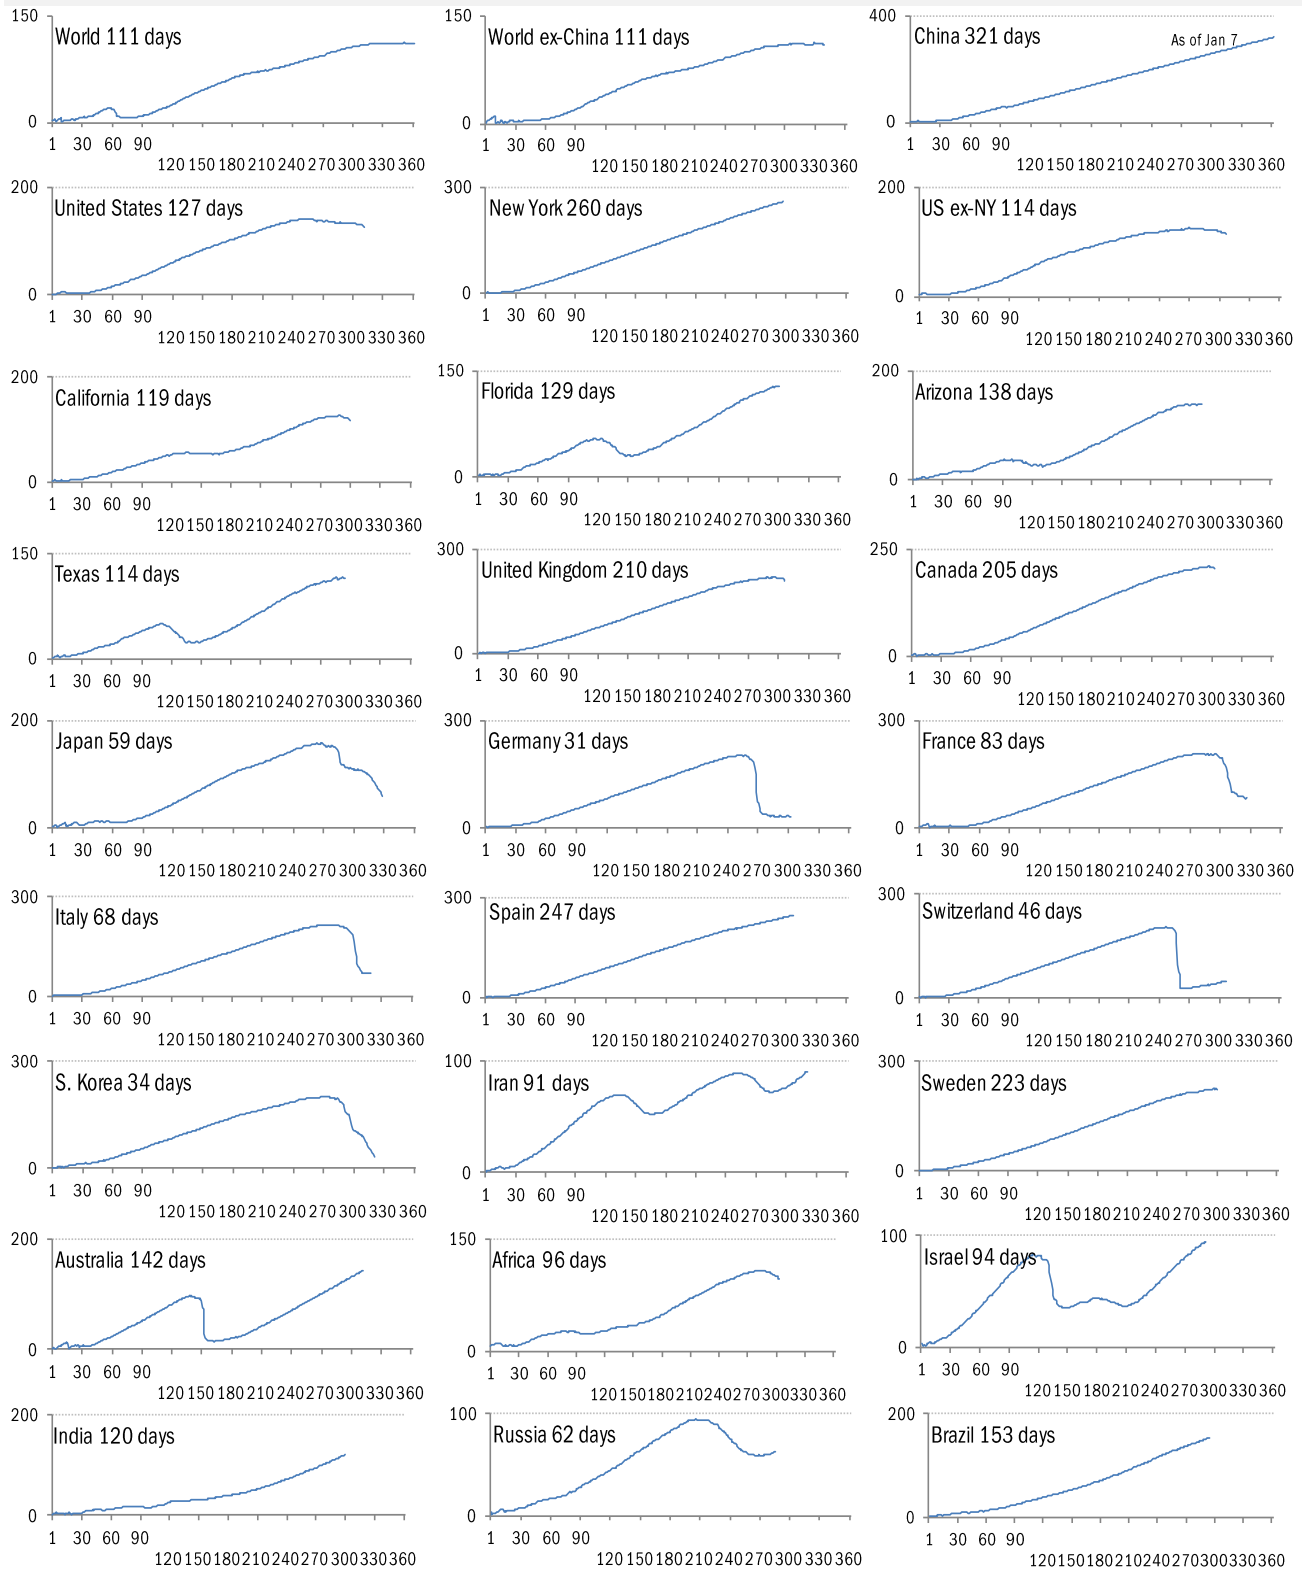 150
World 111 days
0
1 30 60 90
120 150 180 210 240 270 300 330 360
150
World ex-China 111 days
0
1 30 60 90
120 150 180 210 240 270 300 330 360
400
China 321 days
As of Jan 7
0
1 30 60 90
120 150 180 210 240 270 300 330 360
200
United States 127 days
0
1 30 60 90
120 150 180 210 240 270 300 330 360
300
New York 260 days
0
1 30 60 90
120 150 180 210 240 270 300 330 360
200
US ex-NY 114 days
0
1 30 60 90
120 150 180 210 240 270 300 330 360
200
California 119 days
0
1 30 60 90
120 150 180 210 240 270 300 330 360
150
Florida 129 days
0
1 30 60 90
120 150 180 210 240 270 300 330 360
200
Arizona 138 days
0
1 30 60 90
120 150 180 210 240 270 300 330 360
150
Texas 114 days
0
1 30 60 90
120 150 180 210 240 270 300 330 360
300
United Kingdom 210 days
0
1 30 60 90
120 150 180 210 240 270 300 330 360
250
Canada 205 days
0
1 30 60 90
120 150 180 210 240 270 300 330 360
200
Japan 59 days
0
1 30 60 90
120 150 180 210 240 270 300 330 360
300
Germany 31 days
0
1 30 60 90
120 150 180 210 240 270 300 330 360
300
France 83 days
0
1 30 60 90
120 150 180 210 240 270 300 330 360
300
Italy 68 days
0
1 30 60 90
120 150 180 210 240 270 300 330 360
300
Spain 247 days
0
1 30 60 90
120 150 180 210 240 270 300 330 360
300
Switzerland 46 days
0
1 30 60 90
120 150 180 210 240 270 300 330 360
300
S. Korea 34 days
0
1 30 60 90
120 150 180 210 240 270 300 330 360
100
Iran 91 days
0
1 30 60 90
120 150 180 210 240 270 300 330 360
300
Sweden 223 days
0
1 30 60 90
120 150 180 210 240 270 300 330 360
200
Australia 142 days
0
1 30 60 90
120 150 180 210 240 270 300 330 360
150
Africa 96 days
0
1 30 60 90
120 150 180 210 240 270 300 330 360
100
Israel 94 days
0
1 30 60 90
120 150 180 210 240 270 300 330 360
200
India 120 days
0
1 30 60 90
120 150 180 210 240 270 300 330 360
100
Russia 62 days
0
1 30 60 90
120 150 180 210 240 270 300 330 360
200
Brazil 153 days
0
1 30 60 90
120 150 180 210 240 270 300 330 360